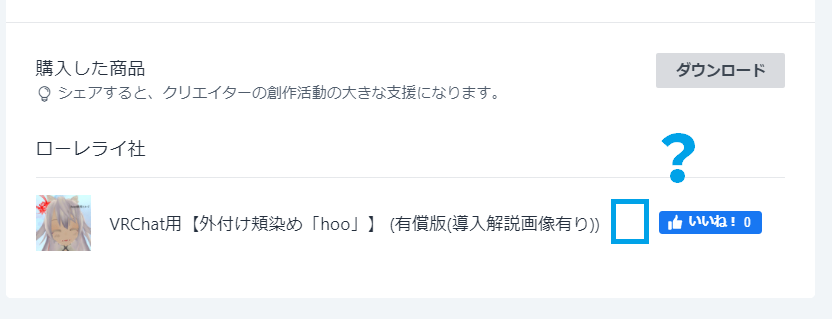 購入した商品
ダウンロード
シェアすると、クリエイターの創作活動の大きな支援になります。
ローレライ社
?
VRChat用【外付け頬染め「hoo」】 (有償版(導入解説画像有り))
いいね！ 0